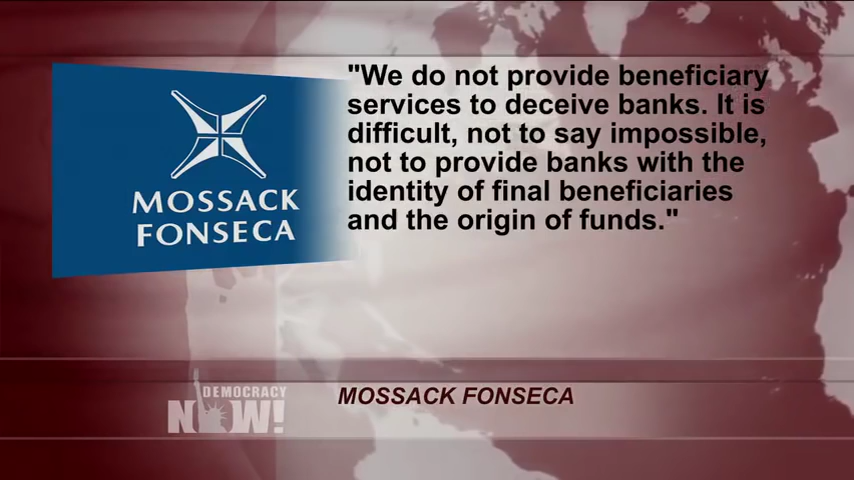 "We do not provide beneficiary
services to deceive banks. It is
difficult, not to say impossible,
not to provide banks with the
identity of final beneficiaries
and the origin of funds."
MOSSACK
FONSECA
DEMOCRACY
NOW!
MOSSACK FONSECA